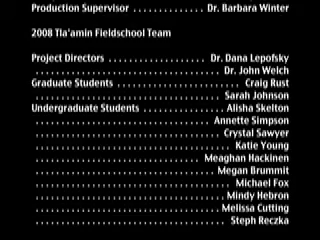 Production Supervisor . . . . . . . . . . . . . . Dr. Barbara Winter
2008 Tla'amin Fieldschool Team
Project Directors . . . . . . . . . . . . . . . . . . Dr. Dana Lepofsky
. . . . . . . . . . . . . . . . . . . . . . . . . . . . . . . . Dr. John Welch
Graduate Students . . . . . . . . . . . . . . . . . . . . . Craig Rust
. . . . . . . . . . . . . . . . . . . . . . . . . . . . . . . . Sarah Johnson
Undergraduate Students . . . . . . . . . . . . . . Alisha Skelton
. . . . . . . . . . . . . . . . . . . . . . . . . . . . . . Annette Simpson
. . . . . . . . . . . . . . . . . . . . . . . . . . . . . . . . Crystal Sawyer
. . . . . . . . . . . . . . . . . . . . . . . . . . . . . . . . . . Katie Young
. . . . . . . . . . . . . . . . . . . . . . . . . . . . . Meaghan Hackinen
. . . . . . . . . . . . . . . . . . . . . . . . . . . . . . . Megan Brummit
. . . . . . . . . . . . . . . . . . . . . . . . . . . . . . . . . . Michael Fox
. . . . . . . . . . . . . . . . . . . . . . . . . . . . . . . . Mindy Hebron
. . . . . . . . . . . . . . . . . . . . . . . . . . . . . . . . Melissa Cutting
. . . . . . . . . . . . . . . . . . . . . . . . . . . . . . . . . Steph Reczka